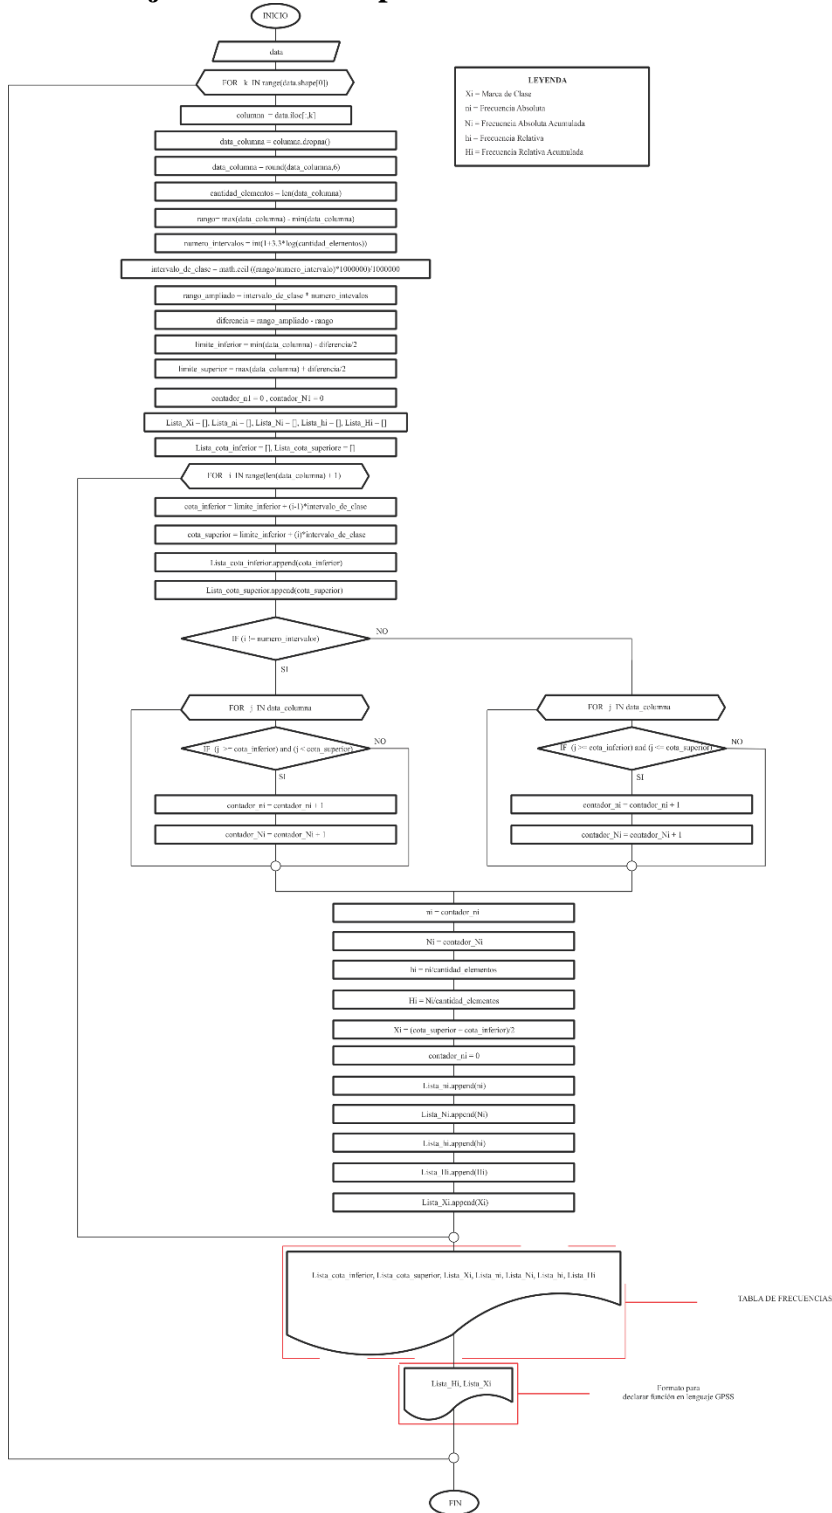 INICIO
data
FOR k IN range(data.shape[0])
LEYENDA
Xi = Marca de Clase
ni = Frecuencia Absoluta
Ni = Frecuencia Absoluta Acumulada
hi = Frecuencia Relativa
Hi = Frecuencia Relativa Acumulada
columna = data.iloc[:,k]
data_columna = columna.dropna()
data_columna = round(data_columna,6)
cantidad_elementos = len(data_columna)
rango= max(data_columna) - min(data_columna)
numero_intervalos = int(1+3.3*log(cantidad_elementos))
intervalo_de_clase = math.ceil ((rango/numero_intervalo)*1000000)/1000000
rango_ampliado = intervalo_de_clase * numero_intevalos
diferencia = rango_ampliado - rango
limite_inferior = min(data_columna) - diferencia/2
limite_superior = max(data_columna) + diferencia/2
contador_n1 = 0 , contador_N1 = 0
Lista_Xi = [], Lista_ni = [], Lista_Ni = [], Lista_hi = [], Lista_Hi = []
Lista_cota_inferior = [], Lista_cota_superiore = []
FOR i IN range(len(data_columna) + 1)
cota_inferior = limite_inferior + (i-1)*intervalo_de_clase
cota_superior = limite_inferior + (i)*intervalo_de_clase
Lista_cota_inferior.append(cota_inferior)
Lista_cota_superior.append(cota_superior)
IF (i != numero_intervalor)
NO
SI
FOR j IN data_columna
FOR j IN data_columna
IF (j >= cota_inferior) and (j < cota_superior)
NO
IF (j >= cota_inferior) and (j <= cota_superior)
NO
SI
SI
contador_ni = contador_ni + 1
contador_ni = contador_ni + 1
contador_Ni = contador_Ni + 1
contador_Ni = contador_Ni + 1
ni = contador_ni
Ni = contador_Ni
hi = ni/cantidad_elementos
Hi = Ni/cantidad_elementos
Xi = (cota_superior - cota_inferior)/2
contador_ni = 0
Lista_ni.append(ni)
Lista_Ni.append(Ni)
Lista_hi.append(hi)
Lista_Hi.append(Hi)
Lista_Xi.append(Xi)
Lista_cota_inferior, Lista_cota_superior, Lista_Xi, Lista_ni, Lista_Ni, Lista_hi, Lista_Hi
TABLA DE FRECUENCIAS
Lista_Hi, Lista_Xi
Formato para
declarar función en lenguaje GPSS
FIN